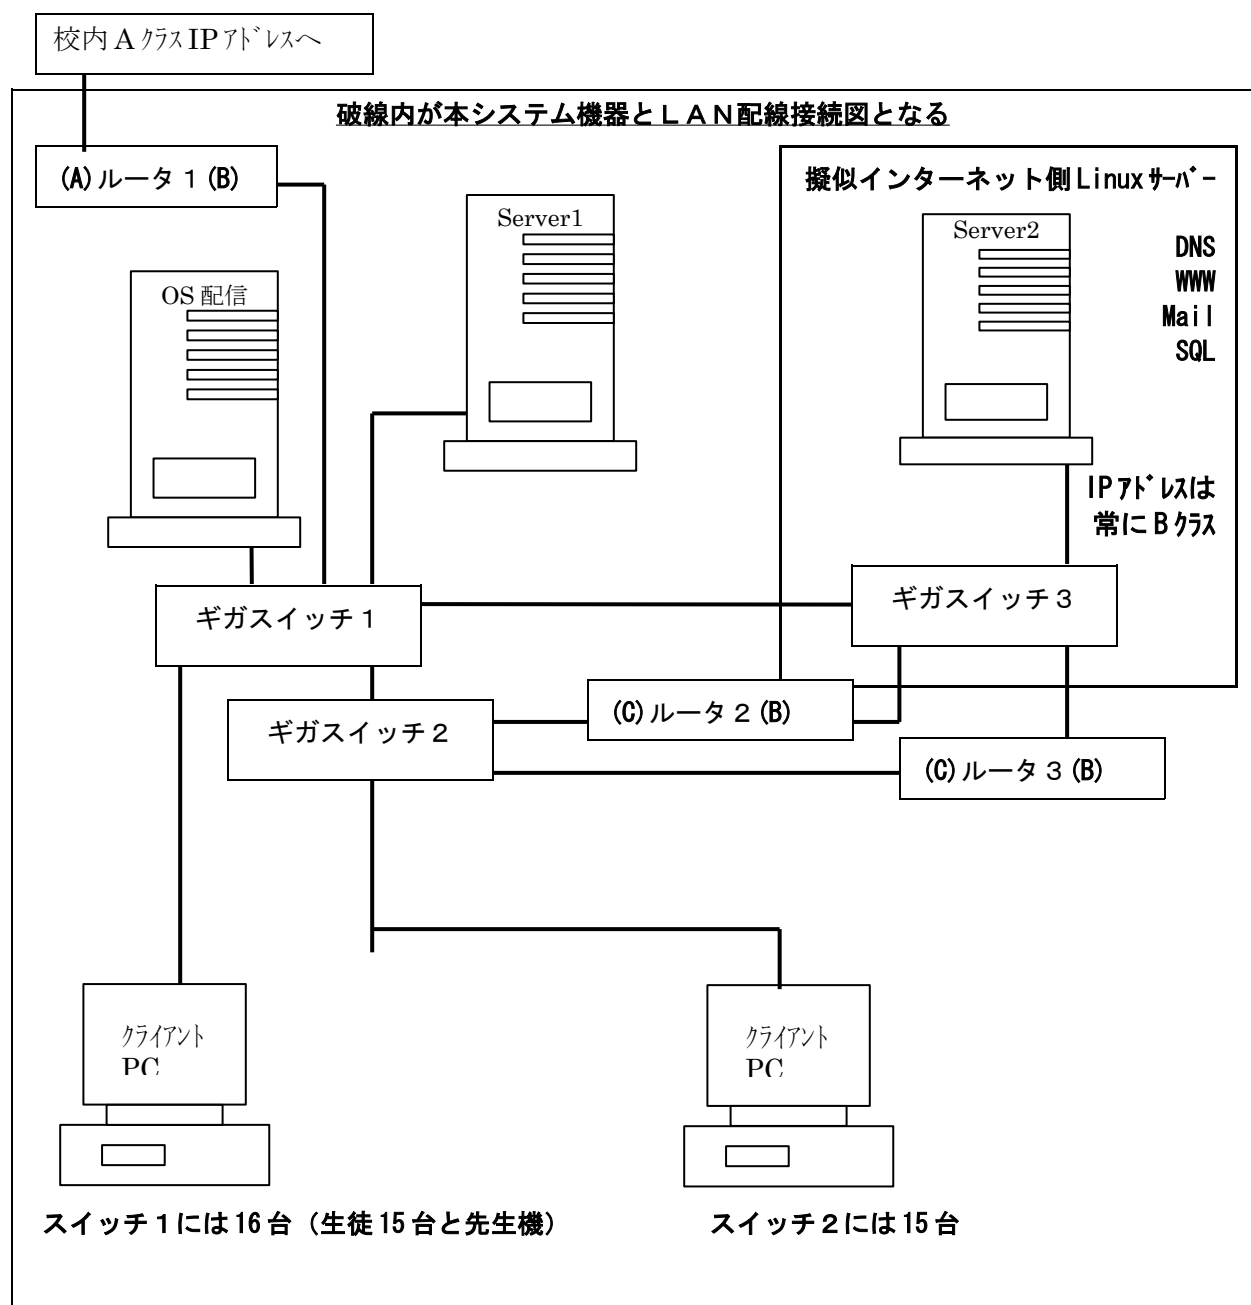 校内Aクラス IPアドレスへ
破線内が本システム機器とLAN配線接続図となる
(A)ルータ1(B)
擬似インターネット側Linuxサーバー
Server1
Server2
DNS
WWW
Mail
SQL
OS 配信
IPアドレスは
常にBクラス
ギガスイッチ1
ギガスイッチ3
(C)ルータ2(B)
ギガスイッチ2
(C)ルータ3(B)
クライアント
PC
クライアント
PC
スイッチ1には16台（生徒15台と先生機）
スイッチ2には15台